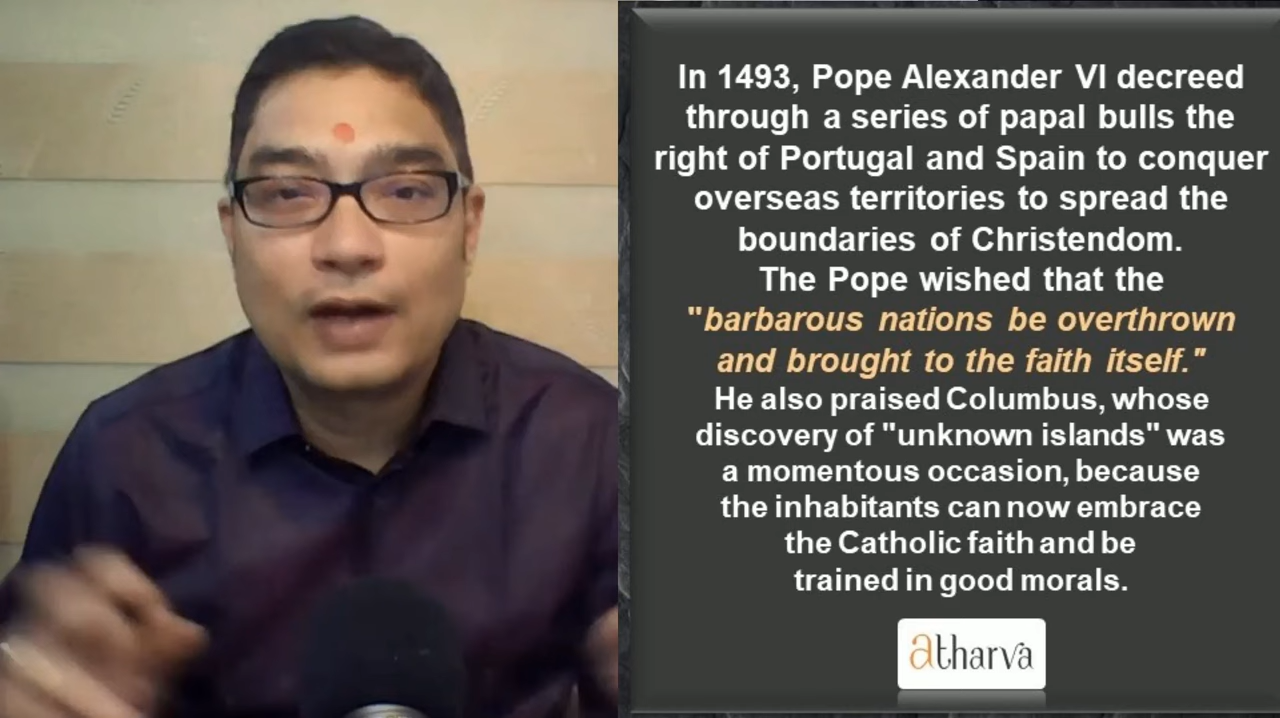 In 1493, Pope Alexander VI decreed
through a series of papal bulls the
right of Portugal and Spain to conquer
overseas territories to spread the
boundaries of Christendom.
The Pope wished that the
"barbarous nations be overthrown
and brought to the faith itself."
He also praised Columbus, whose
discovery of "unknown islands" was
a momentous occasion, because
the inhabitants can now embrace
the Catholic faith and be
trained in good morals.
atharva